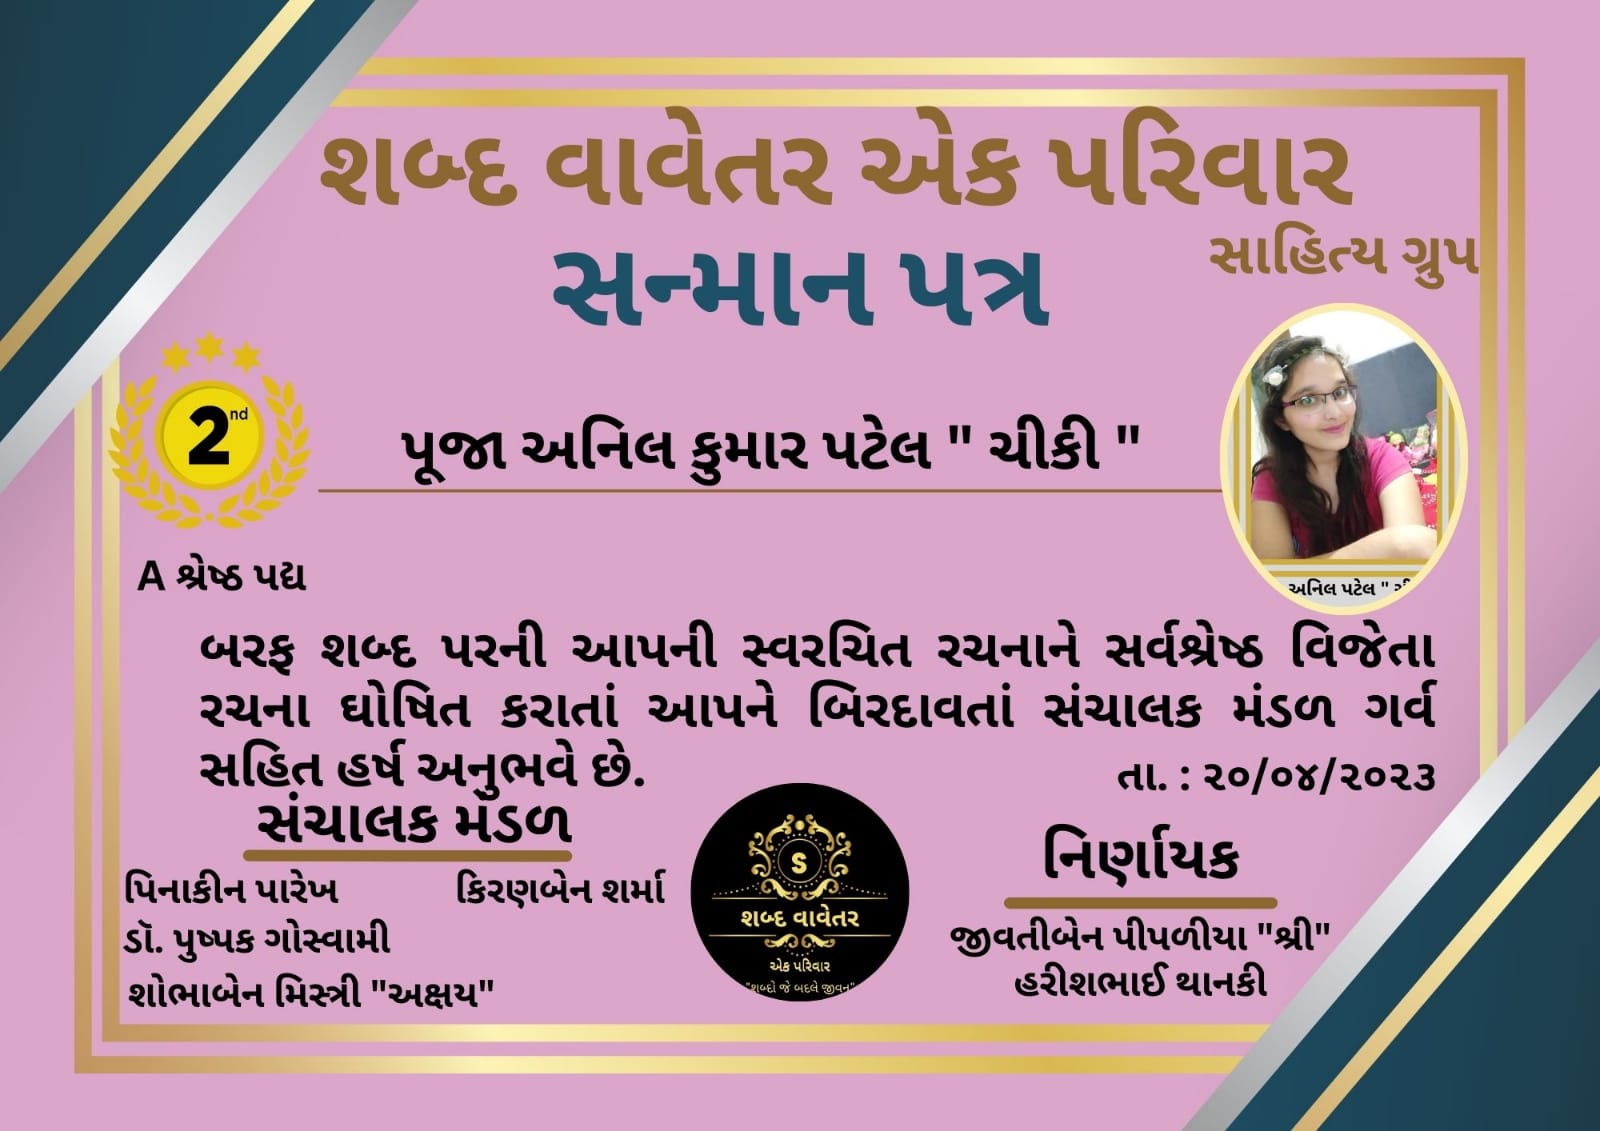 શબ્દ વાવેતર એક પરિવાર
સાહિત્ય ગ્રુપ
સન્માન પત્ર
2nd
પૂજા અનિલ કુમાર પટેલ " ચીકી "
અનિલ પટેલ "
A શ્રેષ્ઠ પદ્ય
બરફ શબ્દ પરની આપની સ્વરચિત રચનાને સર્વશ્રેષ્ઠ વિજેતા
રચના ઘોષિત કરાતાં આપને બિરદાવતાં સંચાલક મંડળ ગર્વ
સહિત હર્ષ અનુભવે છે.
તા. : ૨૦/૦૪/૨૦૨૩
સંચાલક મંડળ
પિનાકીન પારેખ કિરણબેન શર્મા
ડૉ. પુષ્પક ગોસ્વામી
શોભાબેન મિસ્ત્રી "અક્ષય"
S
શબ્દ વાવેતર
એક પરિવાર
"શબ્દો જે બદલે જીવન"
નિર્ણાયક
જીવતીબેન પીપળીયા "શ્રી"
હરીશભાઈ થાનકી